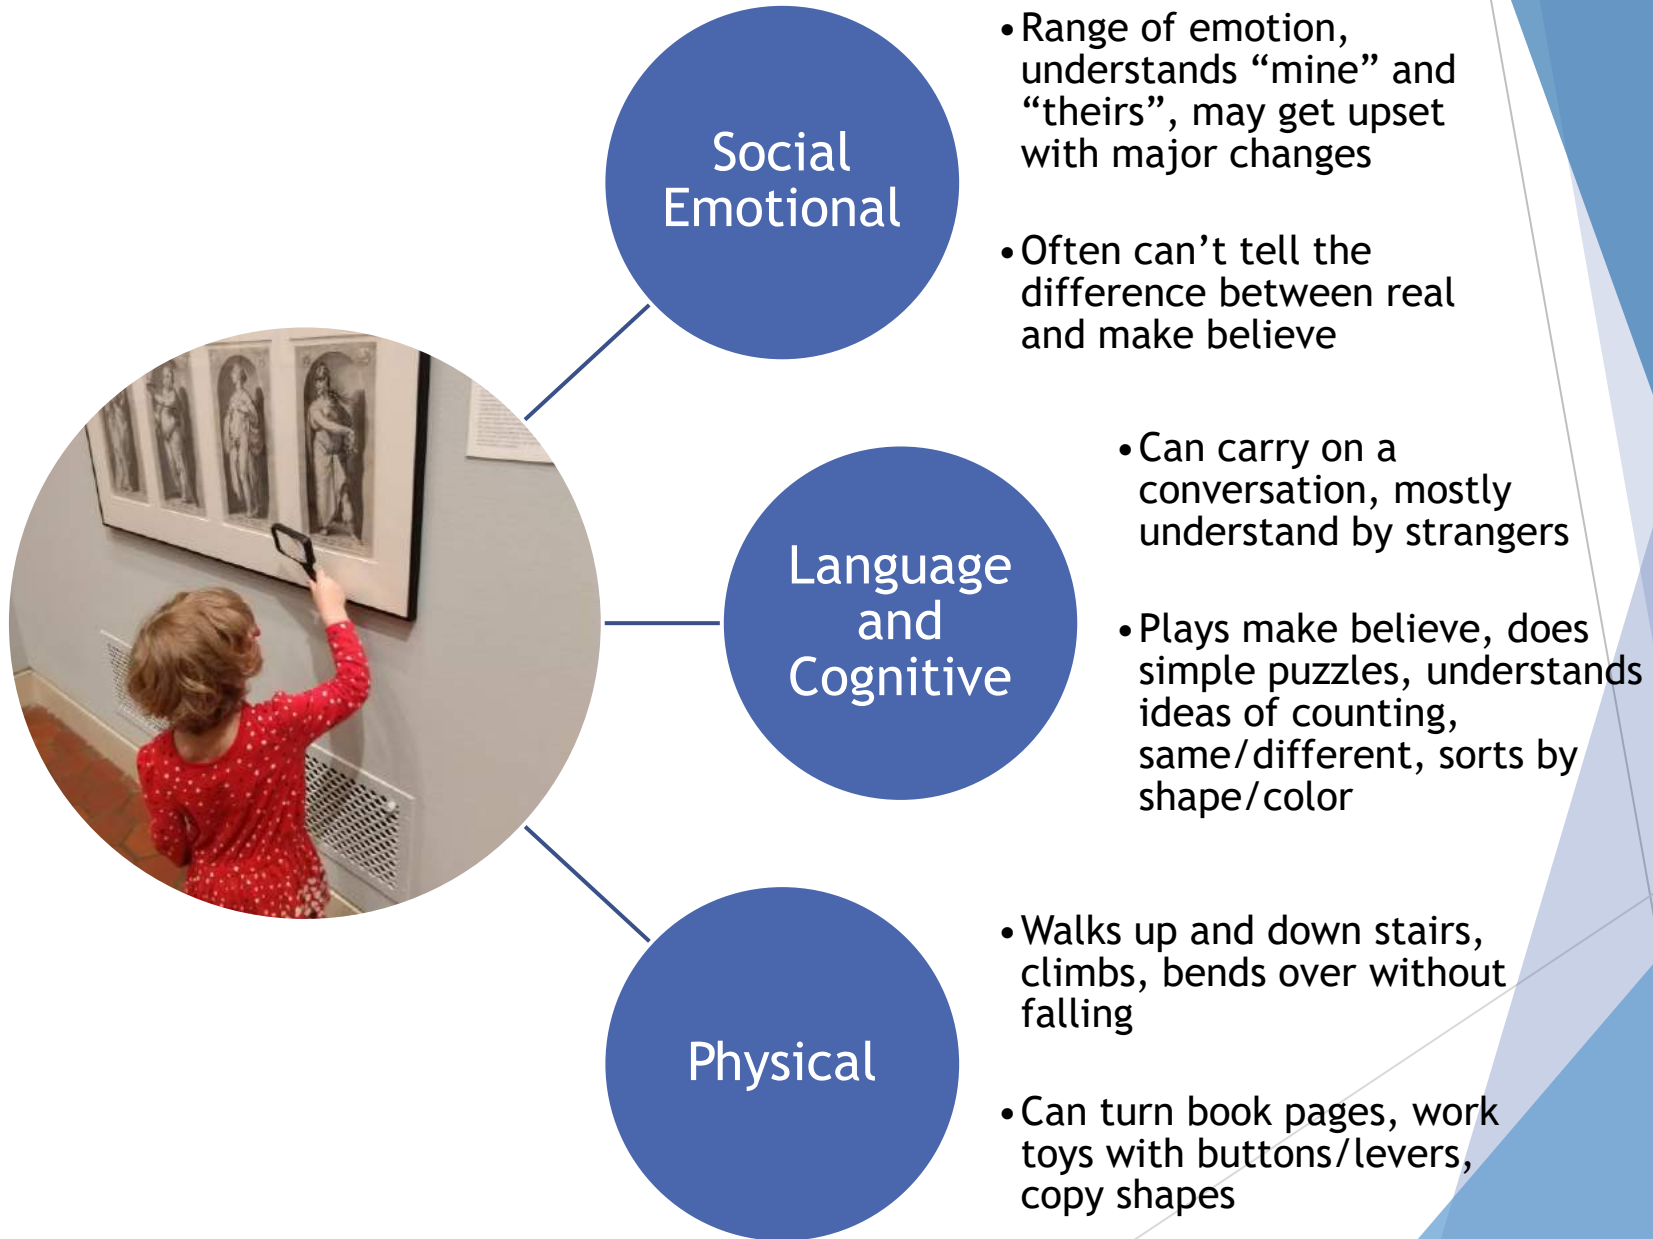 Social
Emotional
•Range of emotion,
understands “mine” and
“theirs”, may get upset
with major changes
•Often can’t tell the
difference between real
and make believe
Language
and
Cognitive
•Can carry on a
conversation, mostly
understand by strangers
•Plays make believe, does
simple puzzles, understands
ideas of counting,
same/different, sorts by
shape/color
Physical
•Walks up and down stairs,
climbs, bends over without
falling
•Can turn book pages, work
toys with buttons/levers,
copy shapes